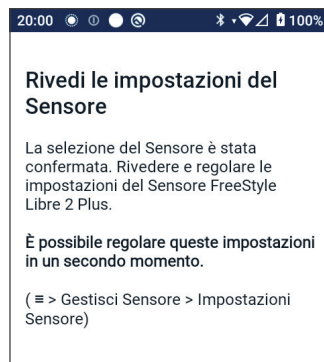 20:00 100%
Rivedi le impostazioni del
Sensore
La selezione del Sensore è stata
confermata. Rivedere e regolare le
impostazioni del Sensore FreeStyle
Libre 2 Plus.
È possibile regolare queste impostazioni
in un secondo momento.
( ≡ > Gestisci Sensore > Impostazioni
Sensore)